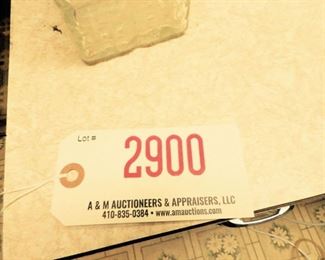 Lot #
2900
A & M AUCTIONEERS & APPRAISERS, LLC
410-835-0384 • www.amauctions.com